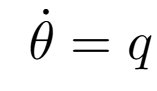 θ̇ = q